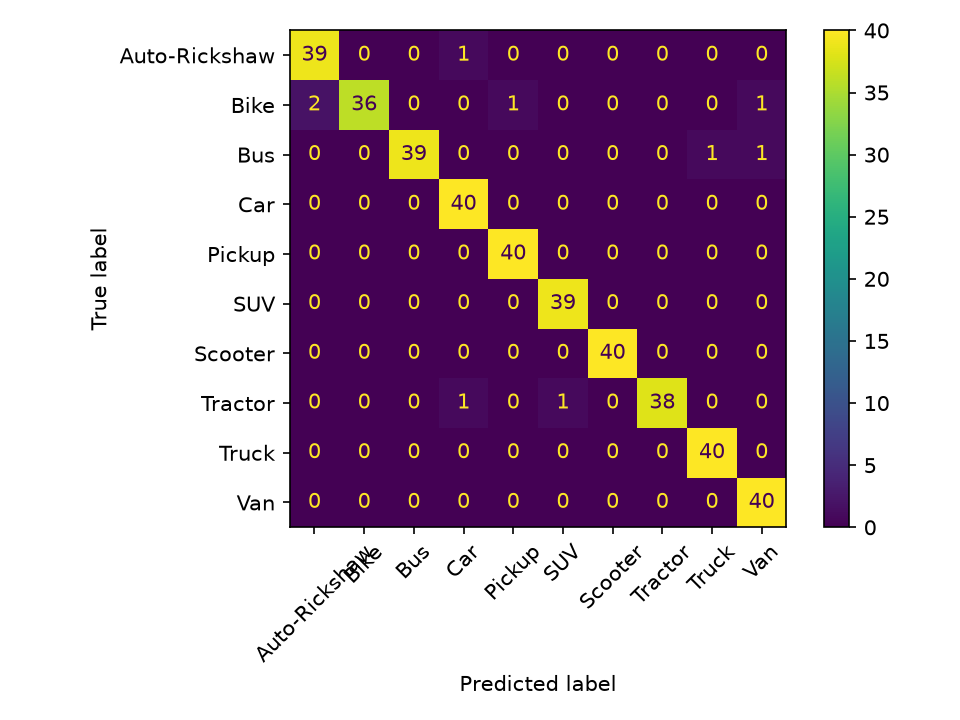 Auto-Rickshaw 39 0 0 1 0 0 0 0 0 0
Bike 2 36 0 0 1 0 0 0 0 1
Bus 0 0 39 0 0 0 0 0 1 1
Car 0 0 0 40 0 0 0 0 0 0
Pickup 0 0 0 0 40 0 0 0 0 0
SUV 0 0 0 0 0 39 0 0 0 0
Scooter 0 0 0 0 0 0 40 0 0 0
Tractor 0 0 0 1 0 1 0 38 0 0
Truck 0 0 0 0 0 0 0 0 40 0
Van 0 0 0 0 0 0 0 0 0 40
True label
Auto-Rickshaw Bike Bus Car Pickup SUV Scooter Tractor Truck Van
Predicted label
40
35
30
25
20
15
10
5
0